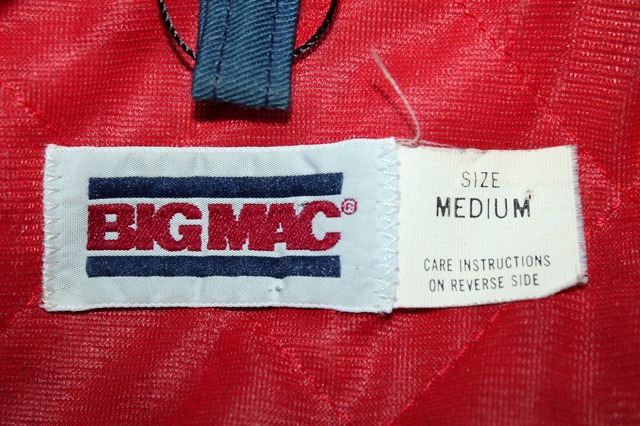 BIG MAC®
SIZE
MEDIUM
CARE INSTRUCTIONS
ON REVERSE SIDE